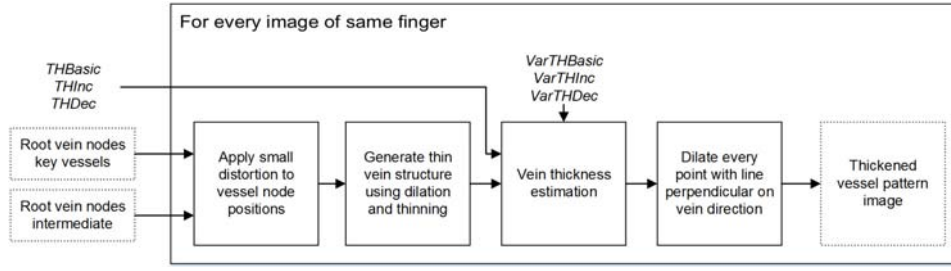 For every image of same finger
THBasic
THInc
THDec
VarTHBasic
VarTHInc
VarTHDec
Root vein nodes
key vessels
Root vein nodes
intermediate
Apply small
distortion to
vessel node
positions
Generate thin
vein structure
using dilation
and thinning
Vein thickness
estimation
Dilate every
point with line
perpendicular on
vein direction
Thickened
vessel pattern
image